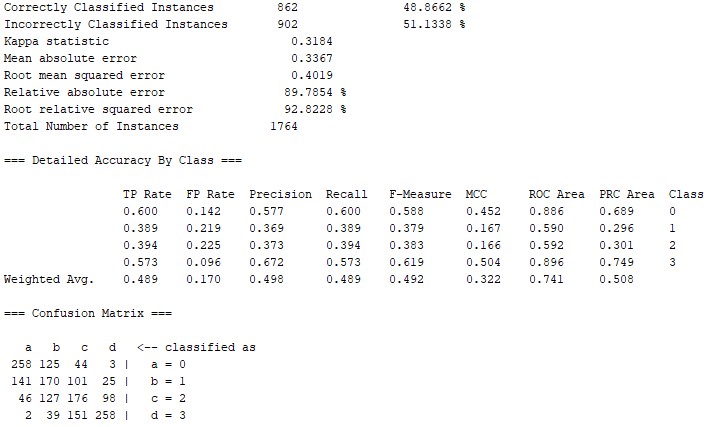 Correctly Classified Instances         862               48.8662 %
Incorrectly Classified Instances       902               51.1338 %
Kappa statistic                          0.3184
Mean absolute error                      0.3367
Root mean squared error                  0.4019
Relative absolute error                 89.7854 %
Root relative squared error             92.8228 %
Total Number of Instances             1764
=== Detailed Accuracy By Class ===
                 TP Rate  FP Rate  Precision  Recall   F-Measure  MCC      ROC Area  PRC Area  Class
                 0.600    0.142    0.577      0.600    0.588      0.452    0.886     0.689     0
                 0.389    0.219    0.369      0.389    0.379      0.167    0.590     0.296     1
                 0.394    0.225    0.373      0.394    0.383      0.166    0.592     0.301     2
                 0.573    0.096    0.672      0.573    0.619      0.504    0.896     0.749     3
Weighted Avg.    0.489    0.170    0.498      0.489    0.492      0.322    0.741     0.508
=== Confusion Matrix ===
   a   b   c   d   <-- classified as
 258 125  44   3 |   a = 0
 141 170 101  25 |   b = 1
  46 127 176  98 |   c = 2
   2  39 151 258 |   d = 3